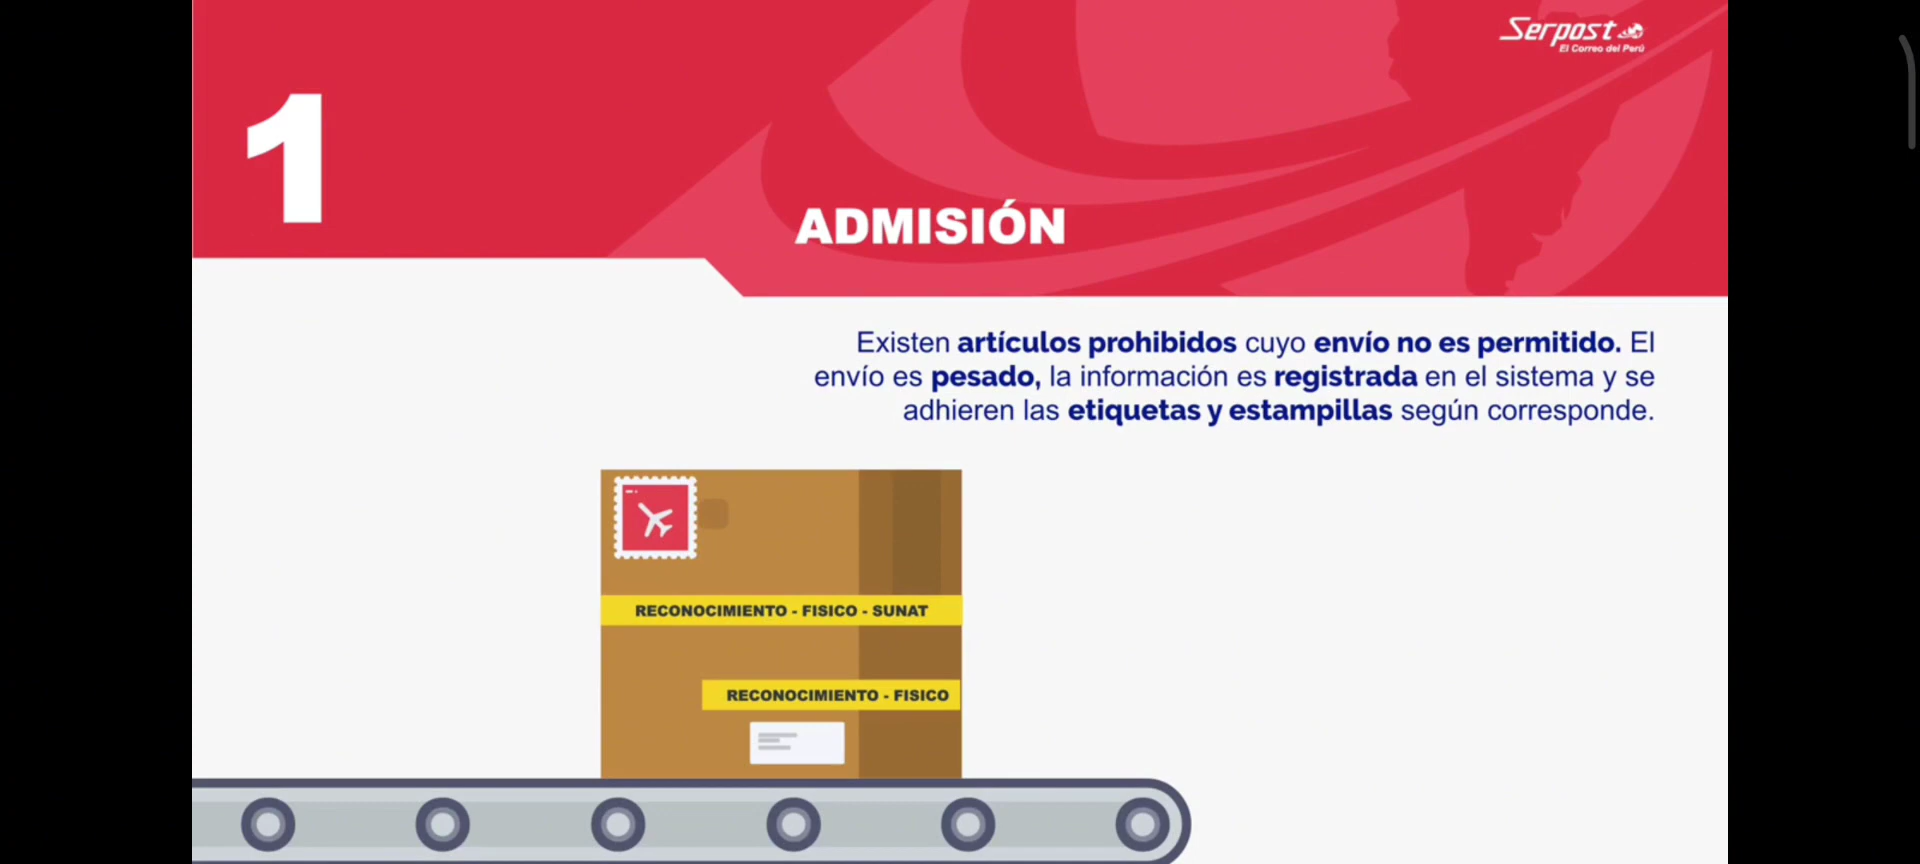 Serpost
El Correo del Perú
1
ADMISIÓN
Existen artículos prohibidos cuyo envío no es permitido. El
envío es pesado, la información es registrada en el sistema y se
adhieren las etiquetas y estampillas según corresponde.
RECONOCIMIENTO - FISICO - SUNAT
RECONOCIMIENTO - FISICO